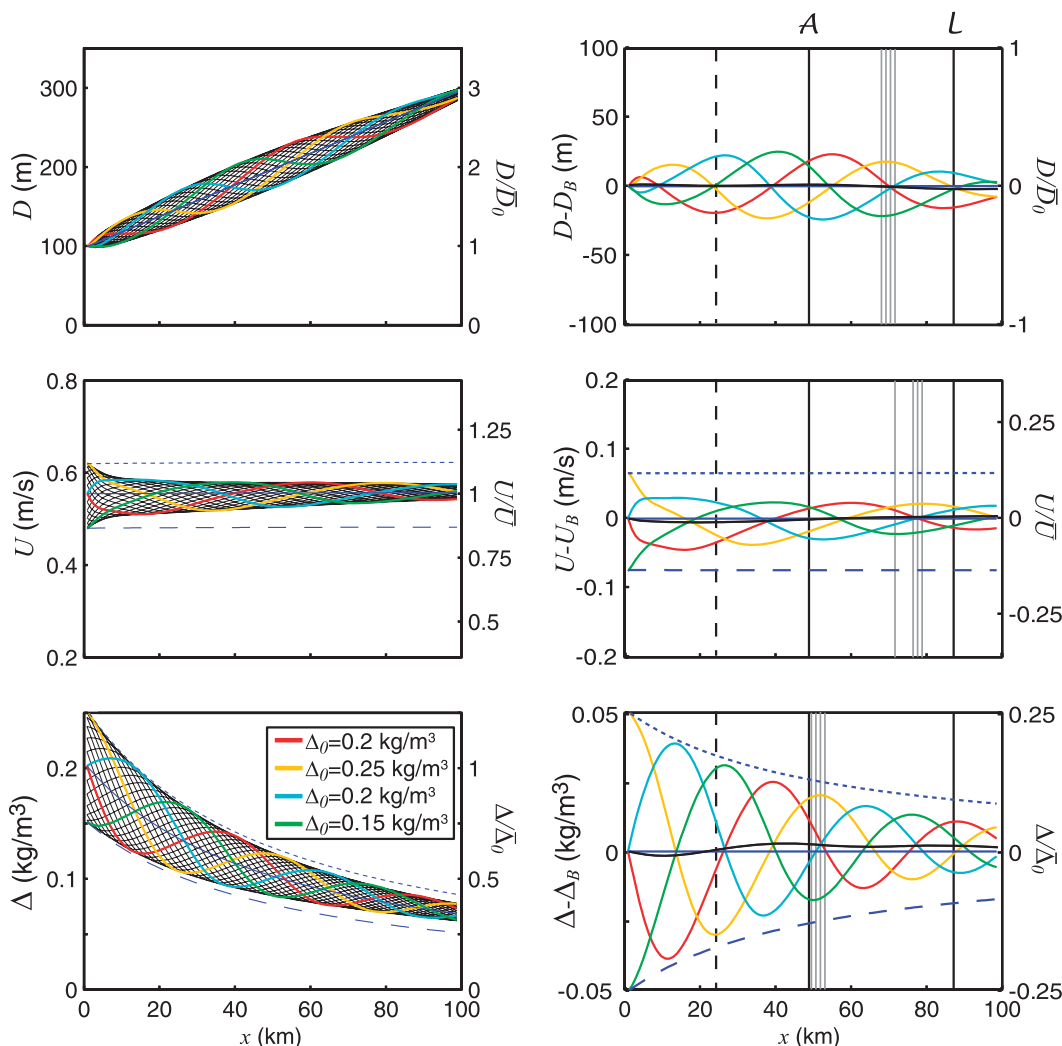 A L
300
200
100
0
D (m)
3
2
1
0
D/D̅₀
100
50
0
-50
-100
D-D_B (m)
1
0
-1
D/D̅₀
0.8
0.6
0.4
0.2
U (m/s)
1.25
1
0.75
0.5
U/U̅
0.2
0.1
0
-0.1
-0.2
U-U_B (m/s)
0.25
0
-0.25
U/U̅
0.2
0.1
0
Δ (kg/m³)
Δ₀=0.2 kg/m³
Δ₀=0.25 kg/m³
Δ₀=0.2 kg/m³
Δ₀=0.15 kg/m³
1
0.5
0
Δ/Δ̅₀
0 20 40 60 80 100
x (km)
0.05
0
-0.05
Δ-Δ_B (kg/m³)
0.25
0
-0.25
Δ/Δ̅₀
0 20 40 60 80 100
x (km)